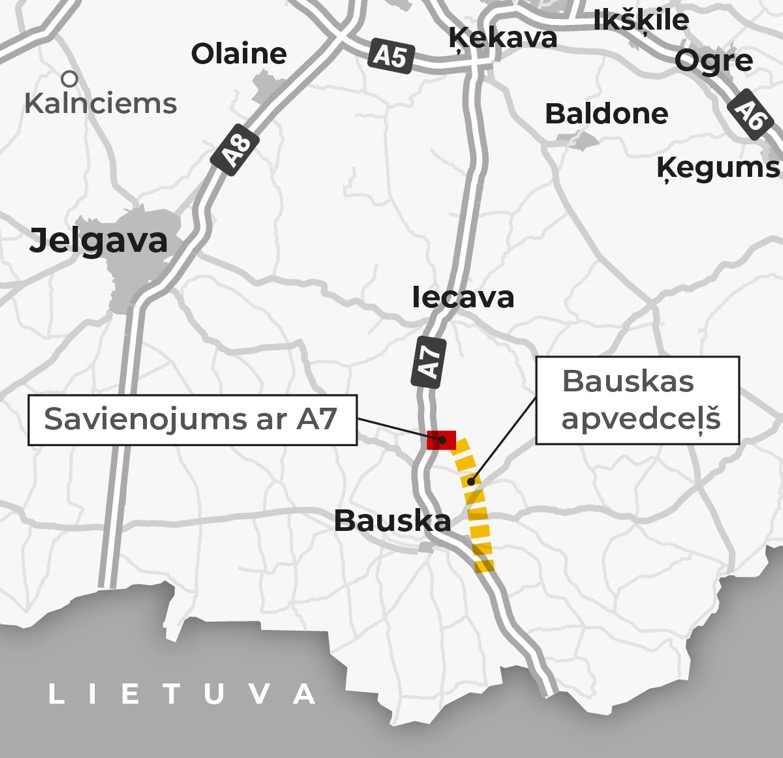 Ikšķile
Ķekava
Olaine
A5
Ogre
Kalnciems
Baldone
A6
A8
Ķegums
Jelgava
Iecava
A7
Bauskas
apvedceļš
Savienojums ar A7
Bauska
LIETUVA